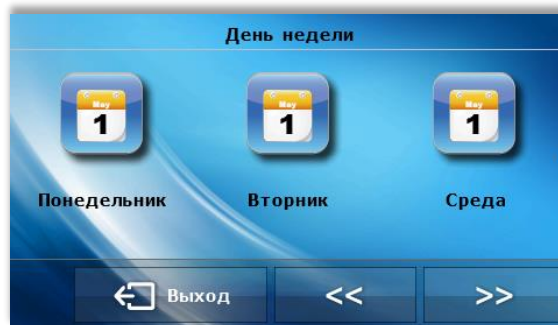 День недели
May May May
1 1 1
Понедельник Вторник Среда
Выход << >>